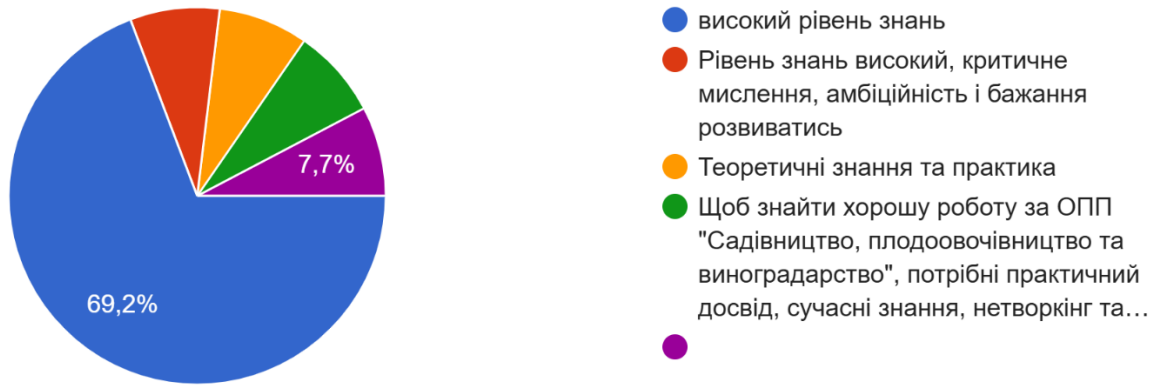 високий рівень знань
Рівень знань високий, критичне
мислення, амбіційність і бажання
розвиватись
Теоретичні знання та практика
Щоб знайти хорошу роботу за ОПП
"Садівництво, плодоовочівництво та
виноградарство", потрібні практичний
досвід, сучасні знання, нетворкінг та…
7,7%
69,2%